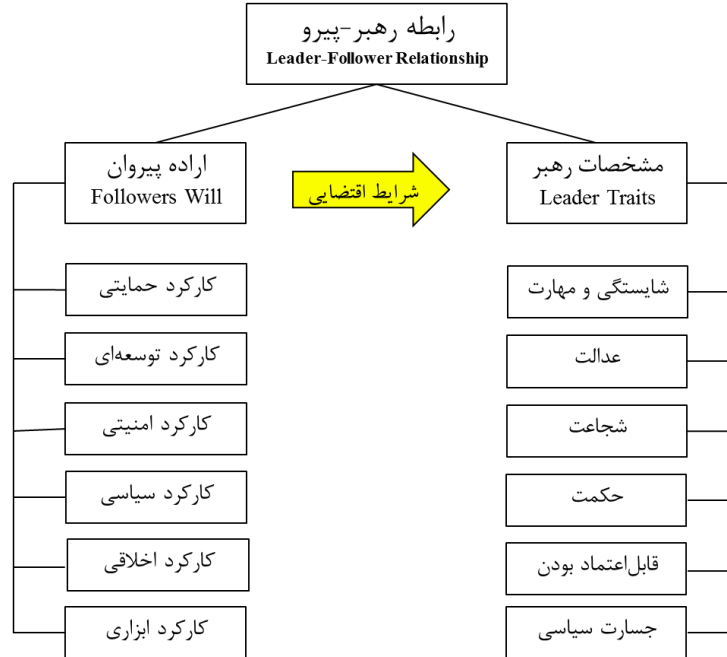 رابطه رهبر-پیرو
Leader-Follower Relationship
مشخصات رهبر
Leader Traits
شرایط اقتضایی
اراده پیروان
Followers Will
شایستگی و مهارت
عدالت
شجاعت
حکمت
قابل‌اعتماد بودن
جسارت سیاسی
کارکرد حمایتی
کارکرد توسعه‌ای
کارکرد امنیتی
کارکرد سیاسی
کارکرد اخلاقی
کارکرد ابزاری